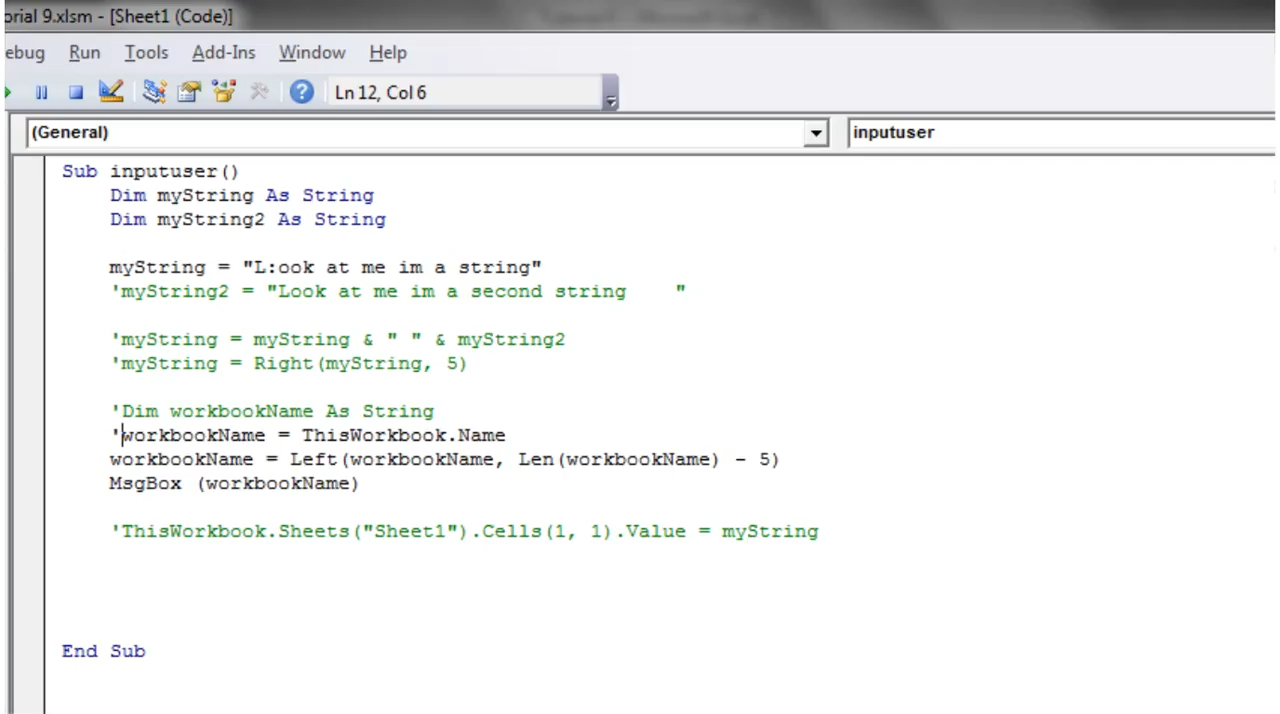 orial 9.xlsm - [Sheet1 (Code)]
ebug Run Tools Add-Ins Window Help
Ln 12, Col 6
(General) inputuser
Sub inputuser()
Dim myString As String
Dim myString2 As String
myString = "L:ook at me im a string"
'myString2 = "Look at me im a second string    "
'myString = myString & " " & myString2
'myString = Right(myString, 5)
'Dim workbookName As String
'workbookName = ThisWorkbook.Name
workbookName = Left(workbookName, Len(workbookName) - 5)
MsgBox (workbookName)
'ThisWorkbook.Sheets("Sheet1").Cells(1, 1).Value = myString
End Sub